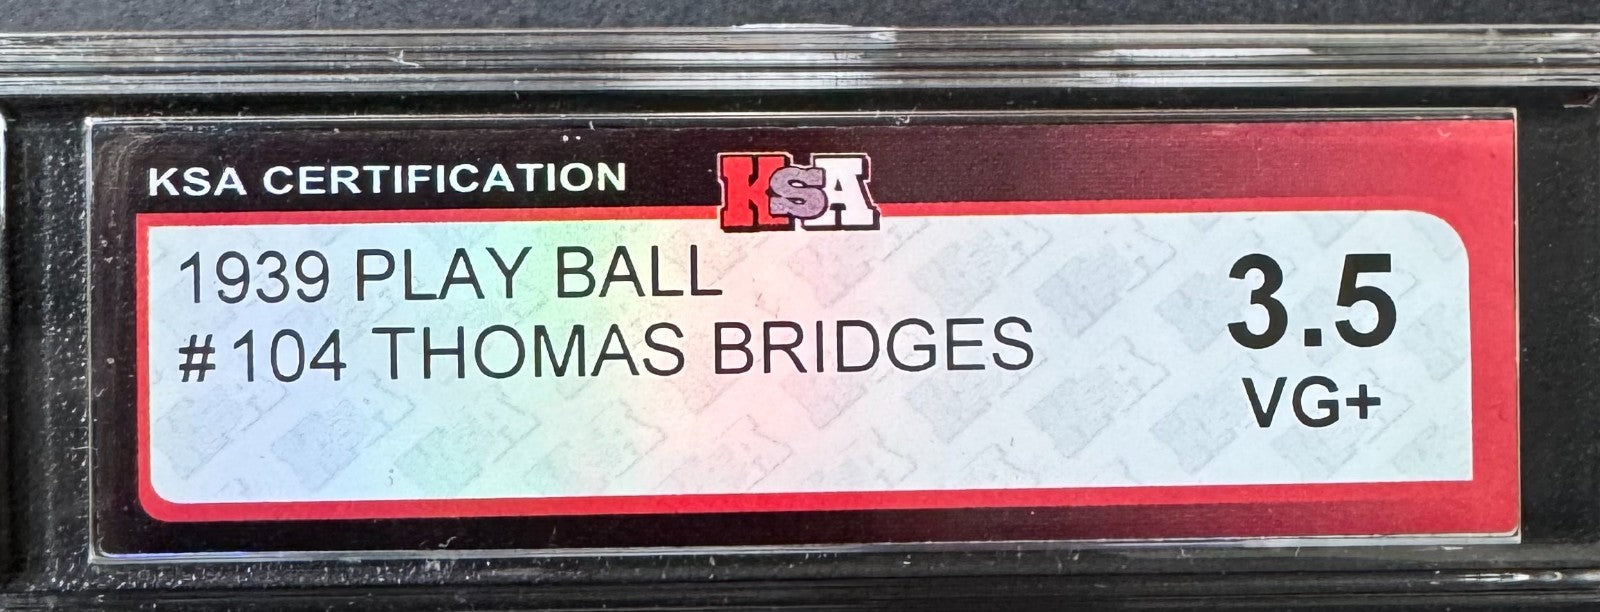 KSA CERTIFICATION
KSA
1939 PLAY BALL
#104 THOMAS BRIDGES
3.5
VG+